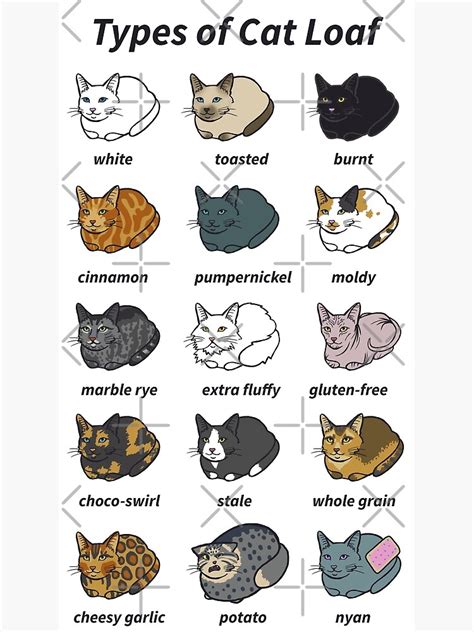 Types of Cat Loaf
white toasted burnt
cinnamon pumpernickel moldy
marble rye extra fluffy gluten-free
choco-swirl stale whole grain
cheesy garlic potato nyan